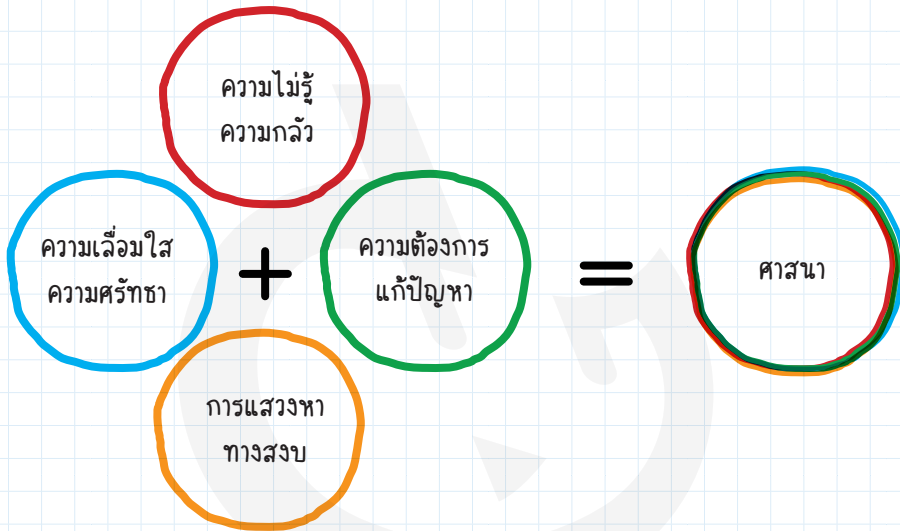 ความไม่รู้
ความกลัว
ความเลื่อมใส
ความศรัทธา
+
ความต้องการ
แก้ปัญหา
=
ศาสนา
การแสวงหา
ทางสงบ